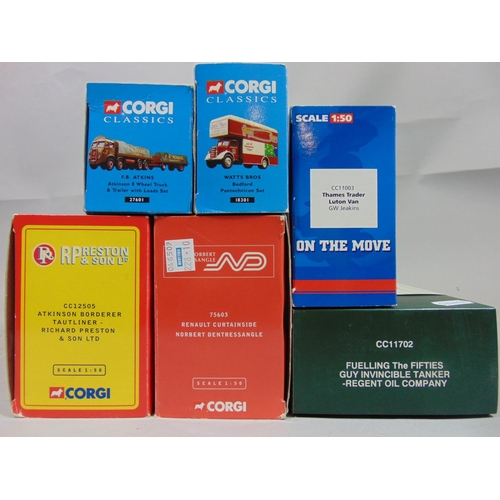 CORGI
CLASSICS
F.B. ATKINS
Atkinson 8 Wheel Truck
& Trailer with Loads Set
27601
CORGI
CLASSICS
WATTS BROS
Bedford
Pantechnicon Set
18301
SCALE 1:50
CC11003
Thames Trader
Luton Van
GW Jeakins
ON THE MOVE
RP PRESTON
& SON LTD
CC12505
ATKINSON BORDERER
TAUTLINER -
RICHARD PRESTON
& SON LTD
SCALE 1:50
CORGI
NORBERT
DENTRESSANGLE
ND
75603
RENAULT CURTAINSIDE
NORBERT DENTRESSANGLE
SCALE 1:50
CORGI
CC11702
FUELLING The FIFTIES
GUY INVINCIBLE TANKER
-REGENT OIL COMPANY